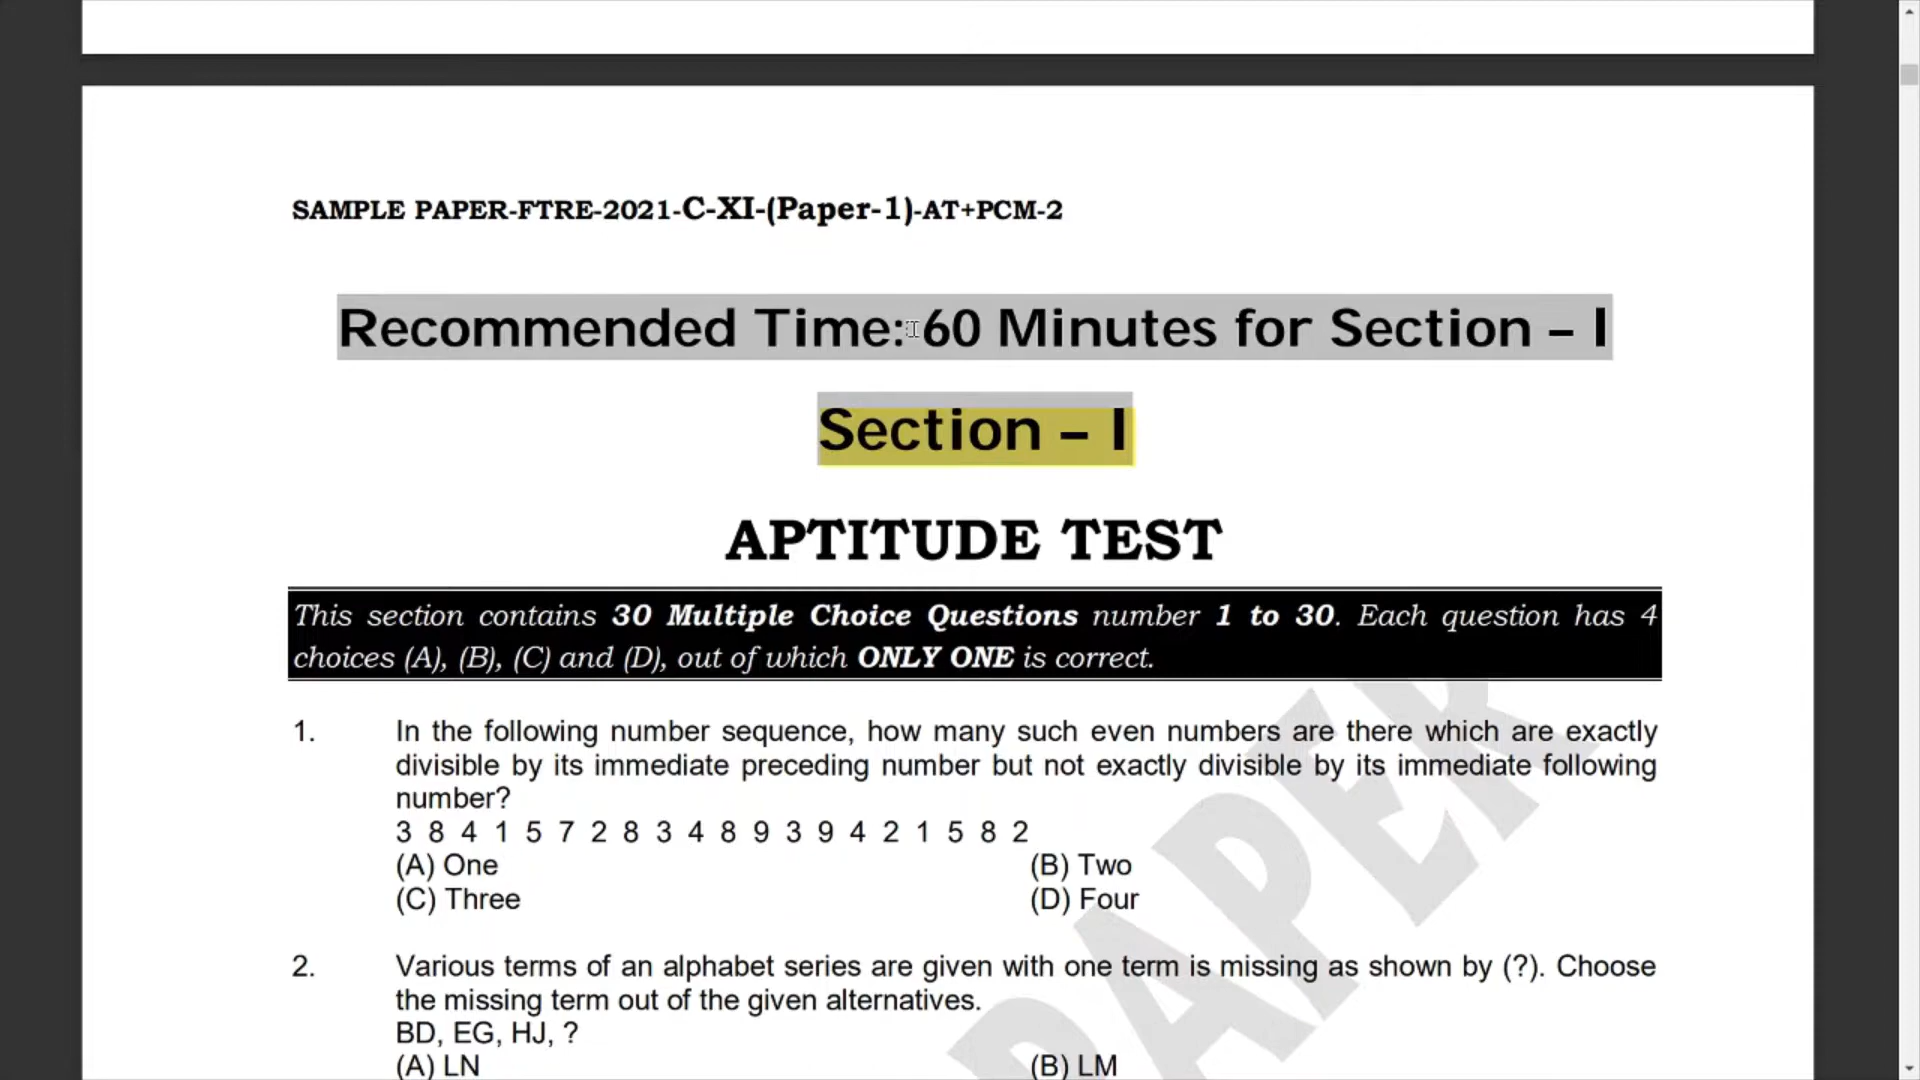 SAMPLE PAPER-FTRE-2021-C-XI-(Paper-1)-AT+PCM-2
Recommended Time: 60 Minutes for Section – I
Section – I
APTITUDE TEST
This section contains 30 Multiple Choice Questions number 1 to 30. Each question has 4
choices (A), (B), (C) and (D), out of which ONLY ONE is correct.
1. In the following number sequence, how many such even numbers are there which are exactly
divisible by its immediate preceding number but not exactly divisible by its immediate following
number?
3 8 4 1 5 7 2 8 3 4 8 9 3 9 4 2 1 5 8 2
(A) One (B) Two
(C) Three (D) Four
2. Various terms of an alphabet series are given with one term is missing as shown by (?). Choose
the missing term out of the given alternatives.
BD, EG, HJ, ?
(A) LN (B) LM
PAPER